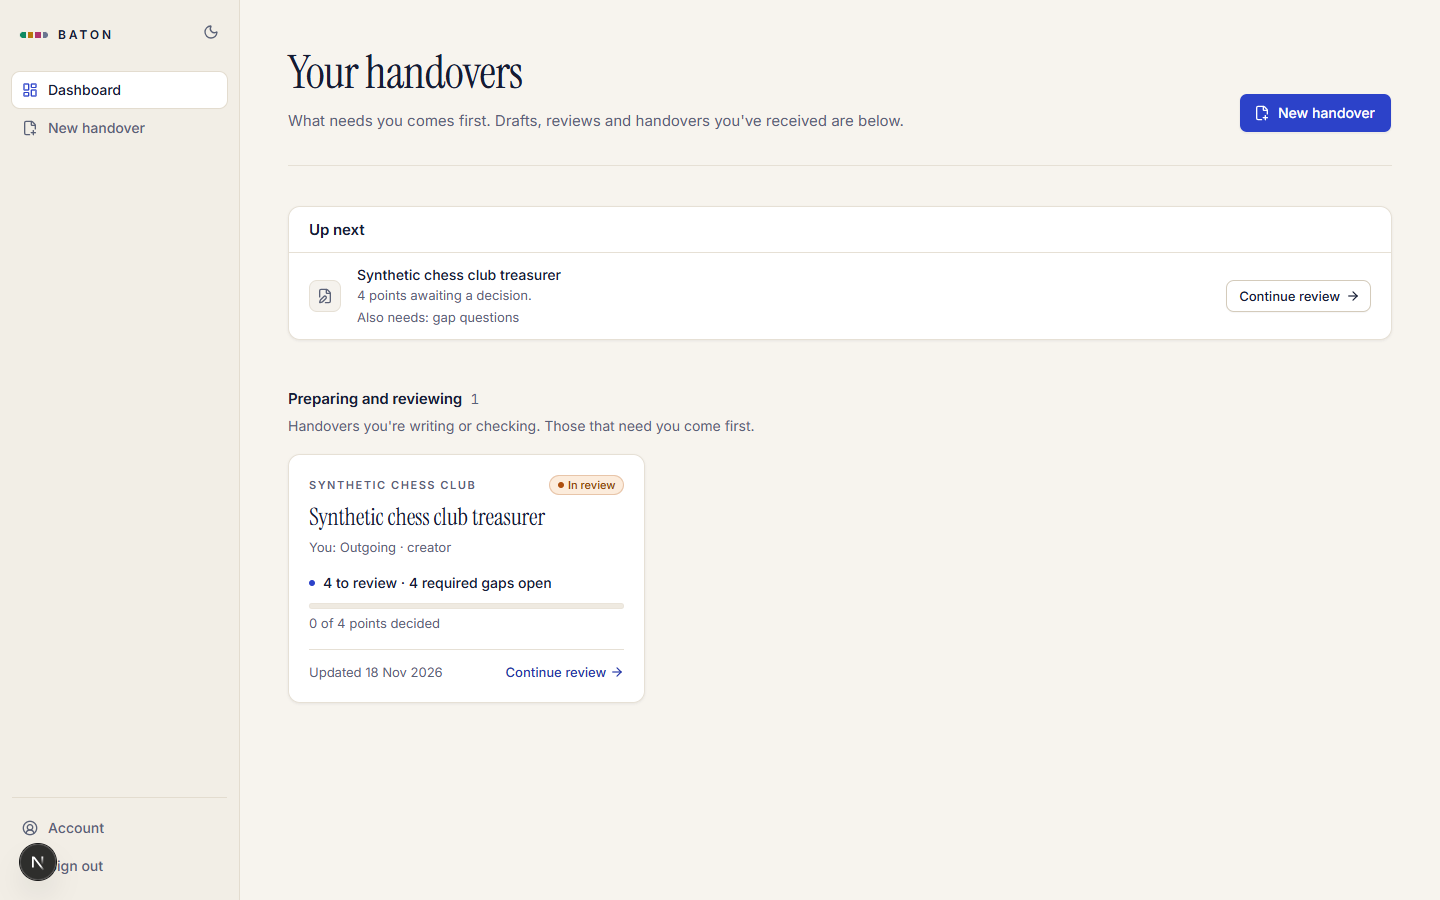 BATON
Dashboard
New handover
Account
ign out
N
Your handovers
What needs you comes first. Drafts, reviews and handovers you've received are below.
New handover
Up next
Synthetic chess club treasurer
4 points awaiting a decision.
Also needs: gap questions
Continue review
Preparing and reviewing 1
Handovers you're writing or checking. Those that need you come first.
SYNTHETIC CHESS CLUB
In review
Synthetic chess club treasurer
You: Outgoing · creator
4 to review · 4 required gaps open
0 of 4 points decided
Updated 18 Nov 2026
Continue review